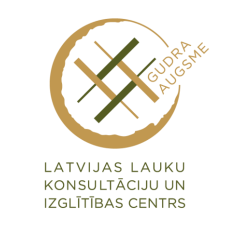 GUDRA
AUGSME
LATVIJAS LAUKU
KONSULTĀCIJU UN
IZGLĪTĪBAS CENTRS